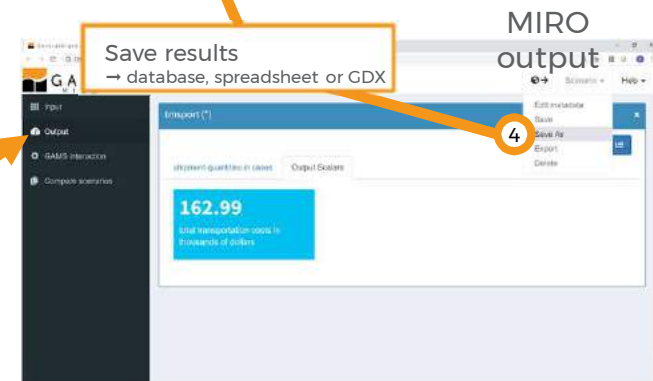 MIRO
output
Save results
→ database, spreadsheet or GDX
GA
Scenario
Help
Input
Output
GAMS interaction
Compare scenarios
transport (*)
Edit metadata
Save
Save As
Export
Delete
4
shipment quantities in cases
Output Scalars
162.99
total transportation costs in
thousands of dollars